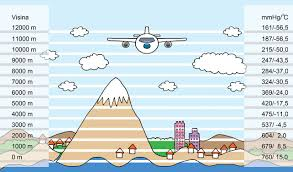 Visina mmHg/°C
12000 m 161/-56,5
11000 m 187/-56,5
10000 m 215/-50,0
9000 m 247/-43,5
8000 m 284/-37,0
7000 m 324/-30,5
6000 m 369/-24,0
5000 m 420/-17,5
4000 m 475/-11,0
3000 m 537/-4,5
2000 m 604/ 2,0
1000 m 679/ 8,5
0 m 760/ 15,0